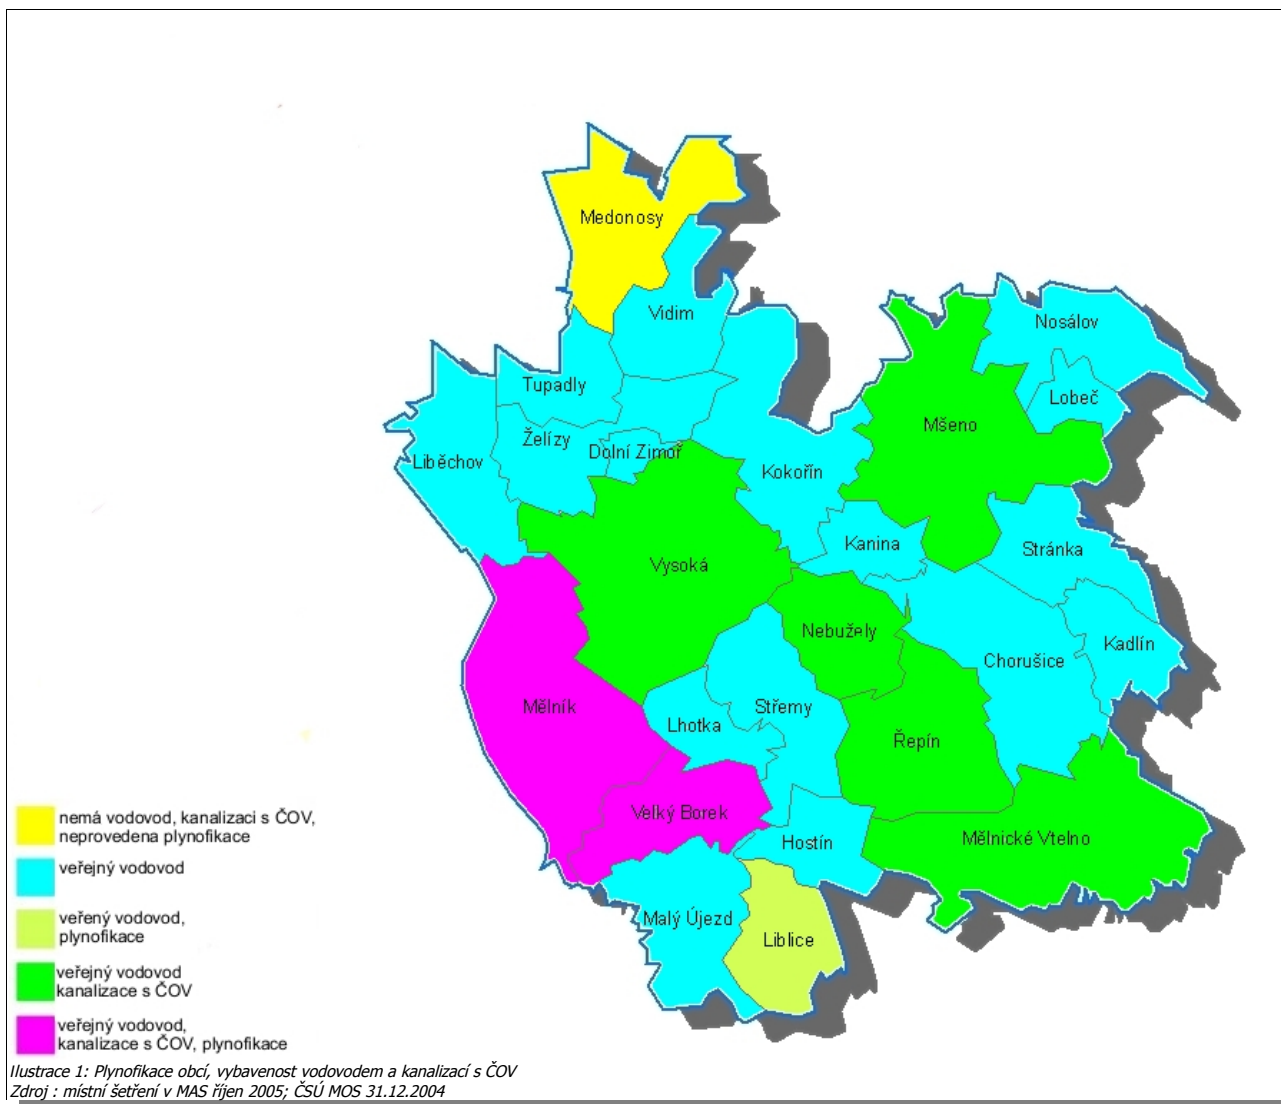 Medonosy
Vidim
Nosálov
Tupadly
Lobeč
Mšeno
Želízy
Dolní Zimoř
Liběchov
Kokořín
Kanina
Stránka
Vysoká
Nebužely
Kadlín
Chorušice
Mělník
Střemy
Lhotka
Řepín
Velký Borek
Hostín
Mělnické Vtelno
Malý Újezd
Liblice
nemá vodovod, kanalizaci s ČOV,
neprovedena plynofikace
veřejný vodovod
veřený vodovod,
plynofikace
veřejný vodovod
kanalizace s ČOV
veřejný vodovod,
kanalizace s ČOV, plynofikace
Ilustrace 1: Plynofikace obcí, vybavenost vodovodem a kanalizací s ČOV
Zdroj : místní šetření v MAS říjen 2005; ČSÚ MOS 31.12.2004